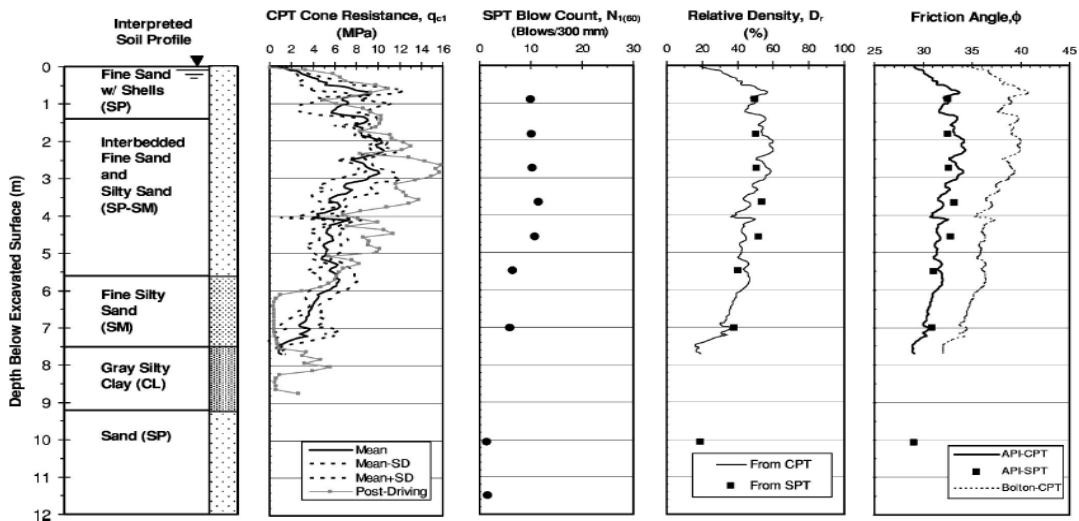 Interpreted
Soil Profile
CPT Cone Resistance, qc1
(MPa)
SPT Blow Count, N1(60)
(Blows/300 mm)
Relative Density, Dr
(%)
Friction Angle,ϕ
0 2 4 6 8 10 12 14 16
0 10 20 30
0 20 40 60 80 100
25 30 35 40 45
Depth Below Excavated Surface (m)
0
1
2
3
4
5
6
7
8
9
10
11
12
Fine Sand
w/ Shells
(SP)
Interbedded
Fine Sand
and
Silty Sand
(SP-SM)
Fine Silty
Sand
(SM)
Gray Silty
Clay (CL)
Sand (SP)
Mean
Mean-SD
Mean+SD
Post-Driving
From CPT
From SPT
API-CPT
API-SPT
Bolton-CPT